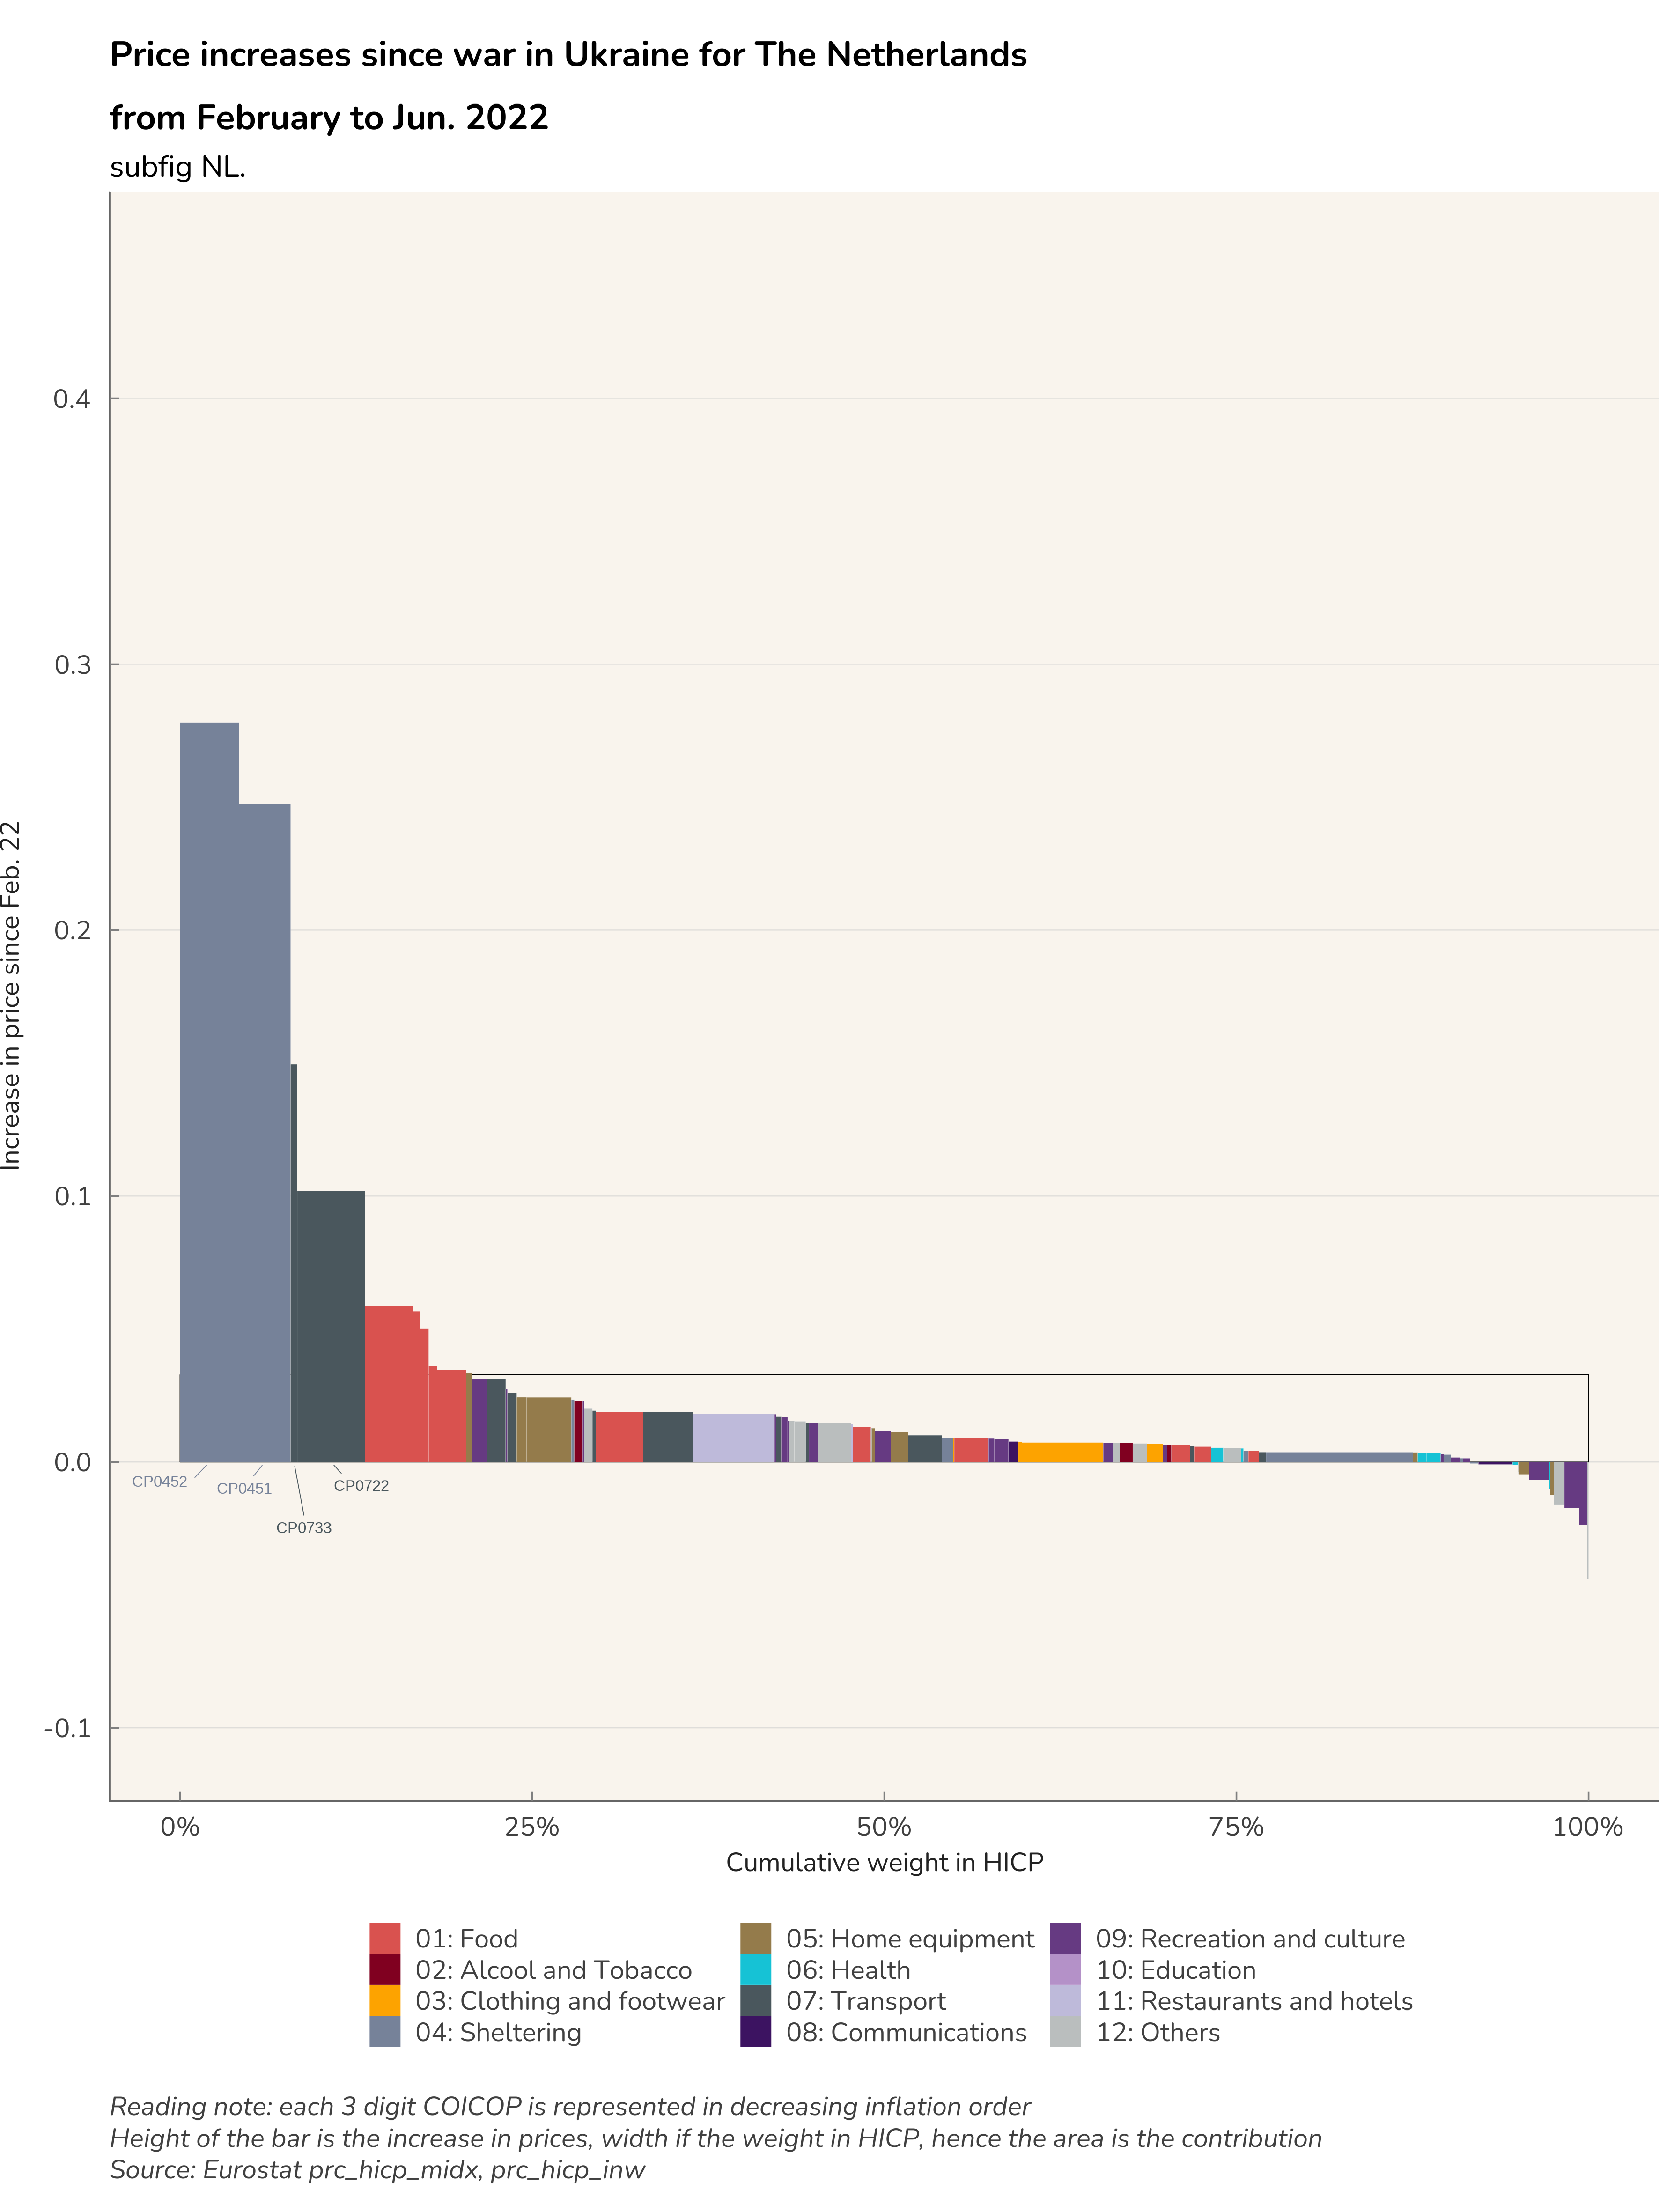 Price increases since war in Ukraine for The Netherlands
from February to Jun. 2022
subfig NL.
Increase in price since Feb. 22
0.4
0.3
0.2
0.1
0.0
-0.1
CP0452
CP0451
CP0722
CP0733
0%
25%
50%
75%
100%
Cumulative weight in HICP
01: Food
02: Alcool and Tobacco
03: Clothing and footwear
04: Sheltering
05: Home equipment
06: Health
07: Transport
08: Communications
09: Recreation and culture
10: Education
11: Restaurants and hotels
12: Others
Reading note: each 3 digit COICOP is represented in decreasing inflation order
Height of the bar is the increase in prices, width if the weight in HICP, hence the area is the contribution
Source: Eurostat prc_hicp_midx, prc_hicp_inw